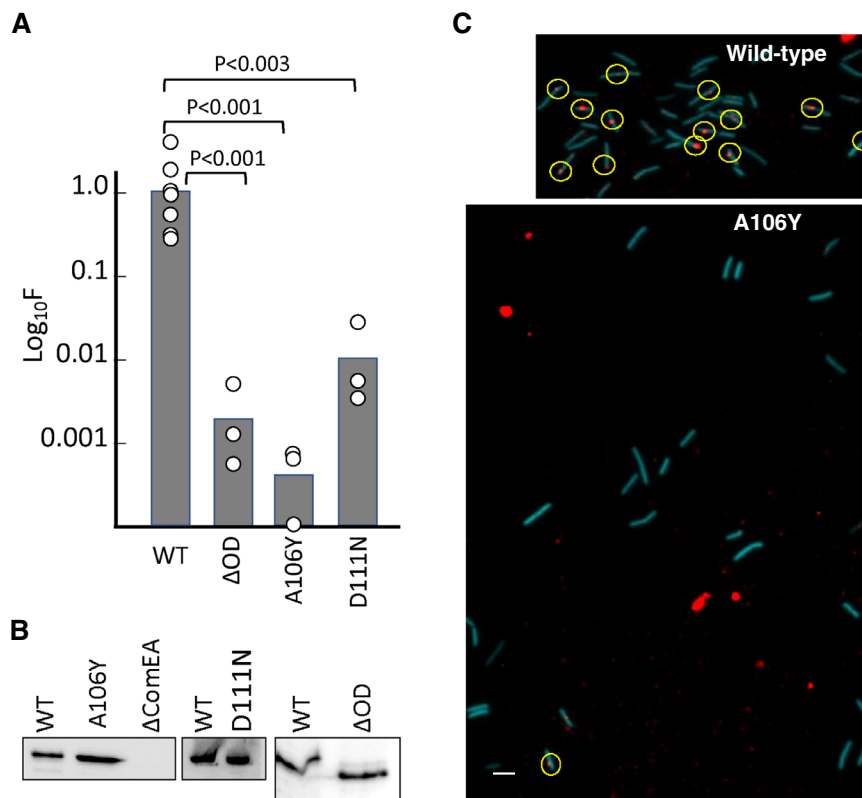 A
P<0.003
P<0.001
P<0.001
1.0
0.1
0.01
0.001
Log10F
WT
ΔOD
A106Y
D111N
B
WT
A106Y
ΔComEA
WT
D111N
WT
ΔOD
C
Wild-type
A106Y